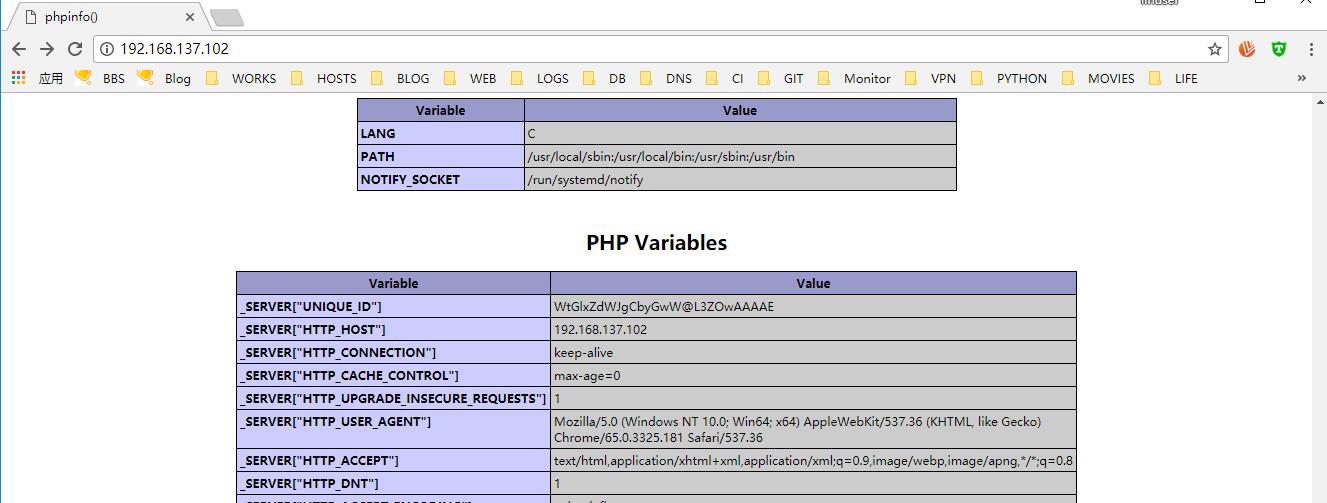 phpinfo()
192.168.137.102
应用 BBS Blog WORKS HOSTS BLOG WEB LOGS DB DNS CI GIT Monitor VPN PYTHON MOVIES LIFE »
Variable Value
LANG C
PATH /usr/local/sbin:/usr/local/bin:/usr/sbin:/usr/bin
NOTIFY_SOCKET /run/systemd/notify
PHP Variables
Variable Value
_SERVER["UNIQUE_ID"] WtGlxZdWJgCbyGwW@L3ZOwAAAAE
_SERVER["HTTP_HOST"] 192.168.137.102
_SERVER["HTTP_CONNECTION"] keep-alive
_SERVER["HTTP_CACHE_CONTROL"] max-age=0
_SERVER["HTTP_UPGRADE_INSECURE_REQUESTS"] 1
_SERVER["HTTP_USER_AGENT"] Mozilla/5.0 (Windows NT 10.0; Win64; x64) AppleWebKit/537.36 (KHTML, like Gecko)
Chrome/65.0.3325.181 Safari/537.36
_SERVER["HTTP_ACCEPT"] text/html,application/xhtml+xml,application/xml;q=0.9,image/webp,image/apng,*/*;q=0.8
_SERVER["HTTP_DNT"] 1